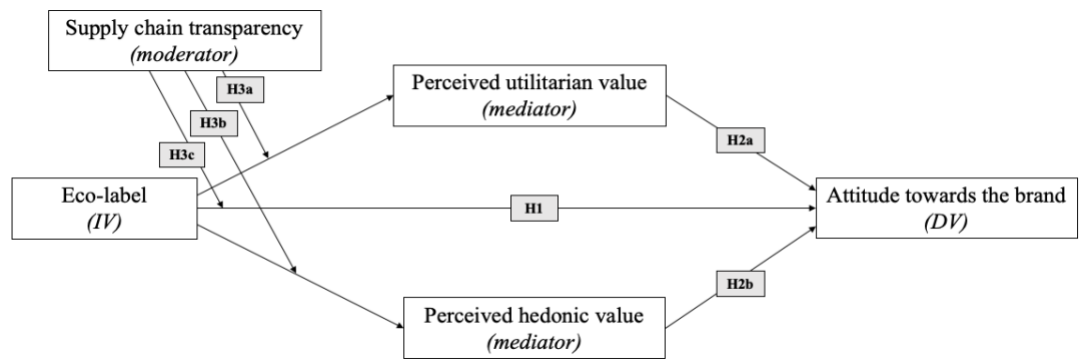 Supply chain transparency
(moderator)
H3a
H3b
H3c
Perceived utilitarian value
(mediator)
H2a
Eco-label
(IV)
H1
Attitude towards the brand
(DV)
H2b
Perceived hedonic value
(mediator)